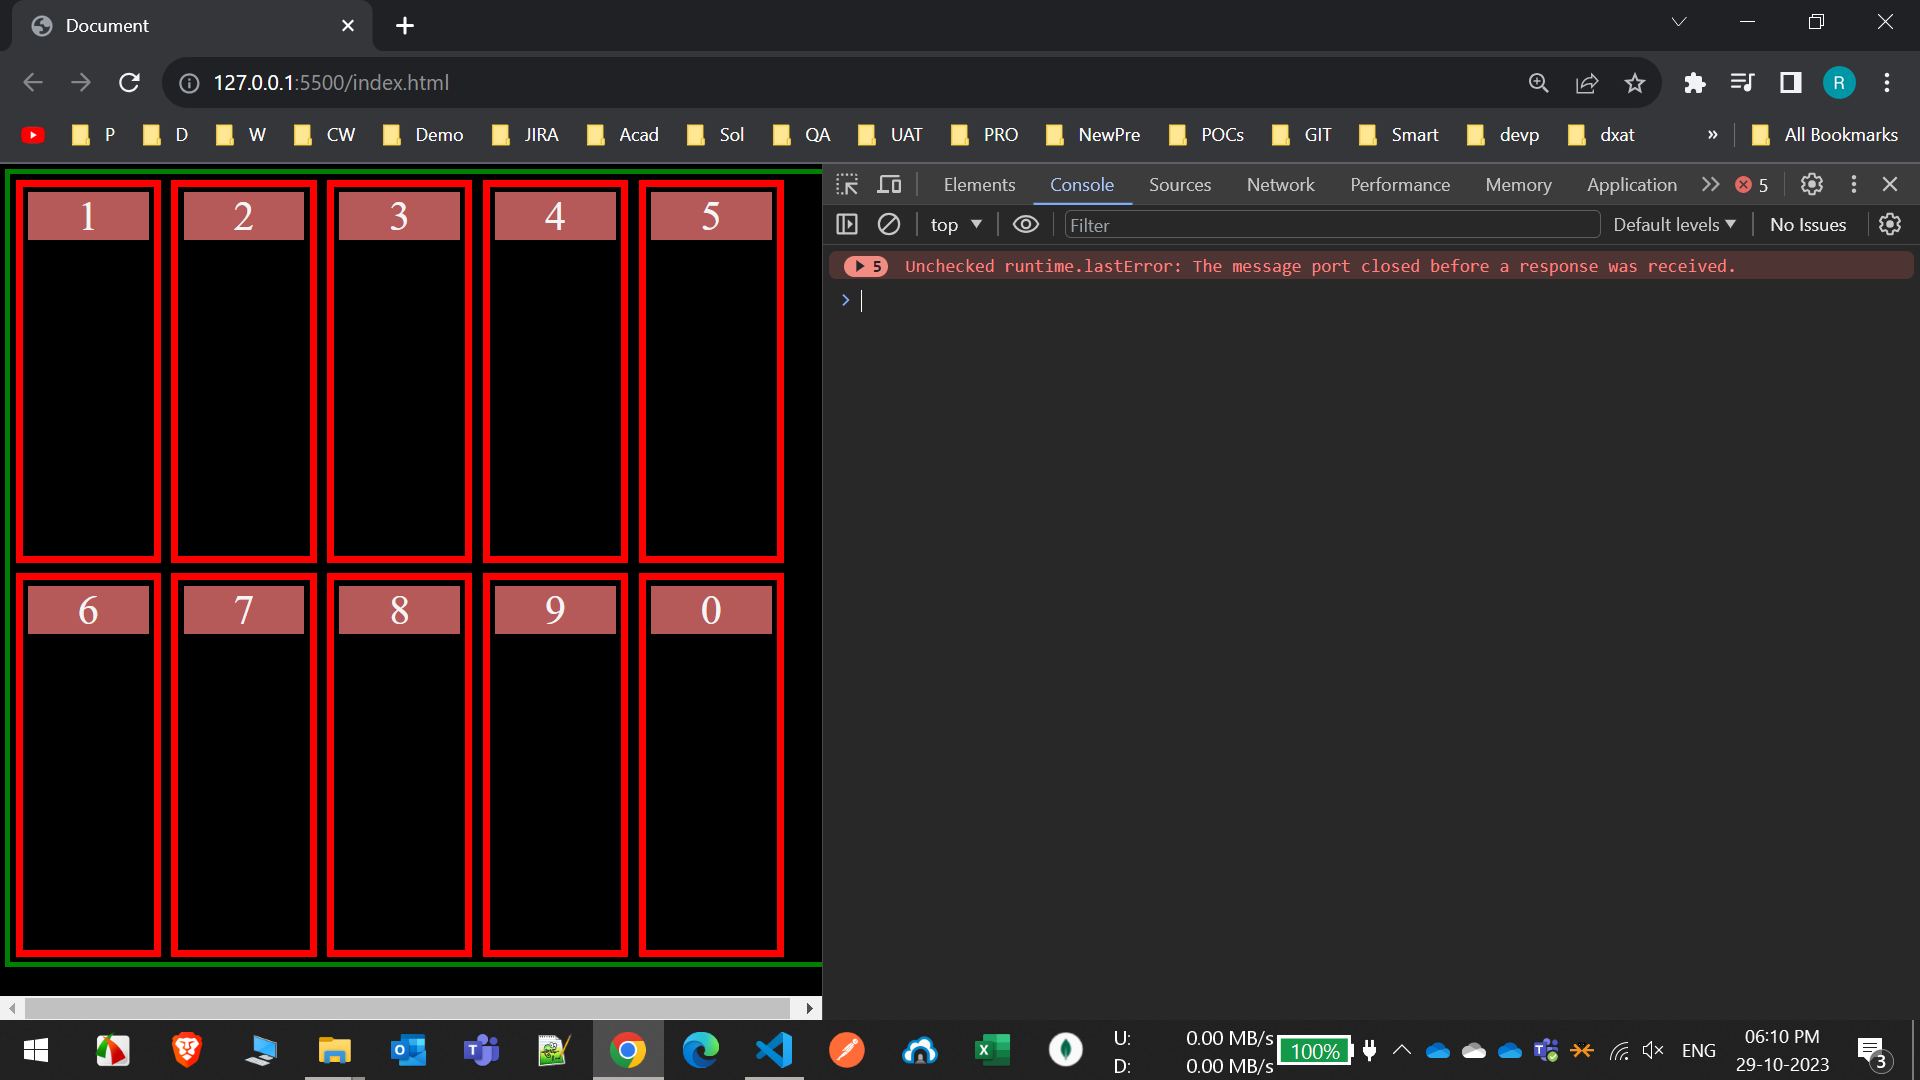 Document
127.0.0.1:5500/index.html
R
P D W CW Demo JIRA Acad Sol QA UAT PRO NewPre POCs GIT Smart devp dxat » All Bookmarks
Elements Console Sources Network Performance Memory Application 5
top Filter Default levels No Issues
5 Unchecked runtime.lastError: The message port closed before a response was received.
1 2 3 4 5
6 7 8 9 0
U: 0.00 MB/s
D: 0.00 MB/s
100%
ENG
06:10 PM
29-10-2023
3